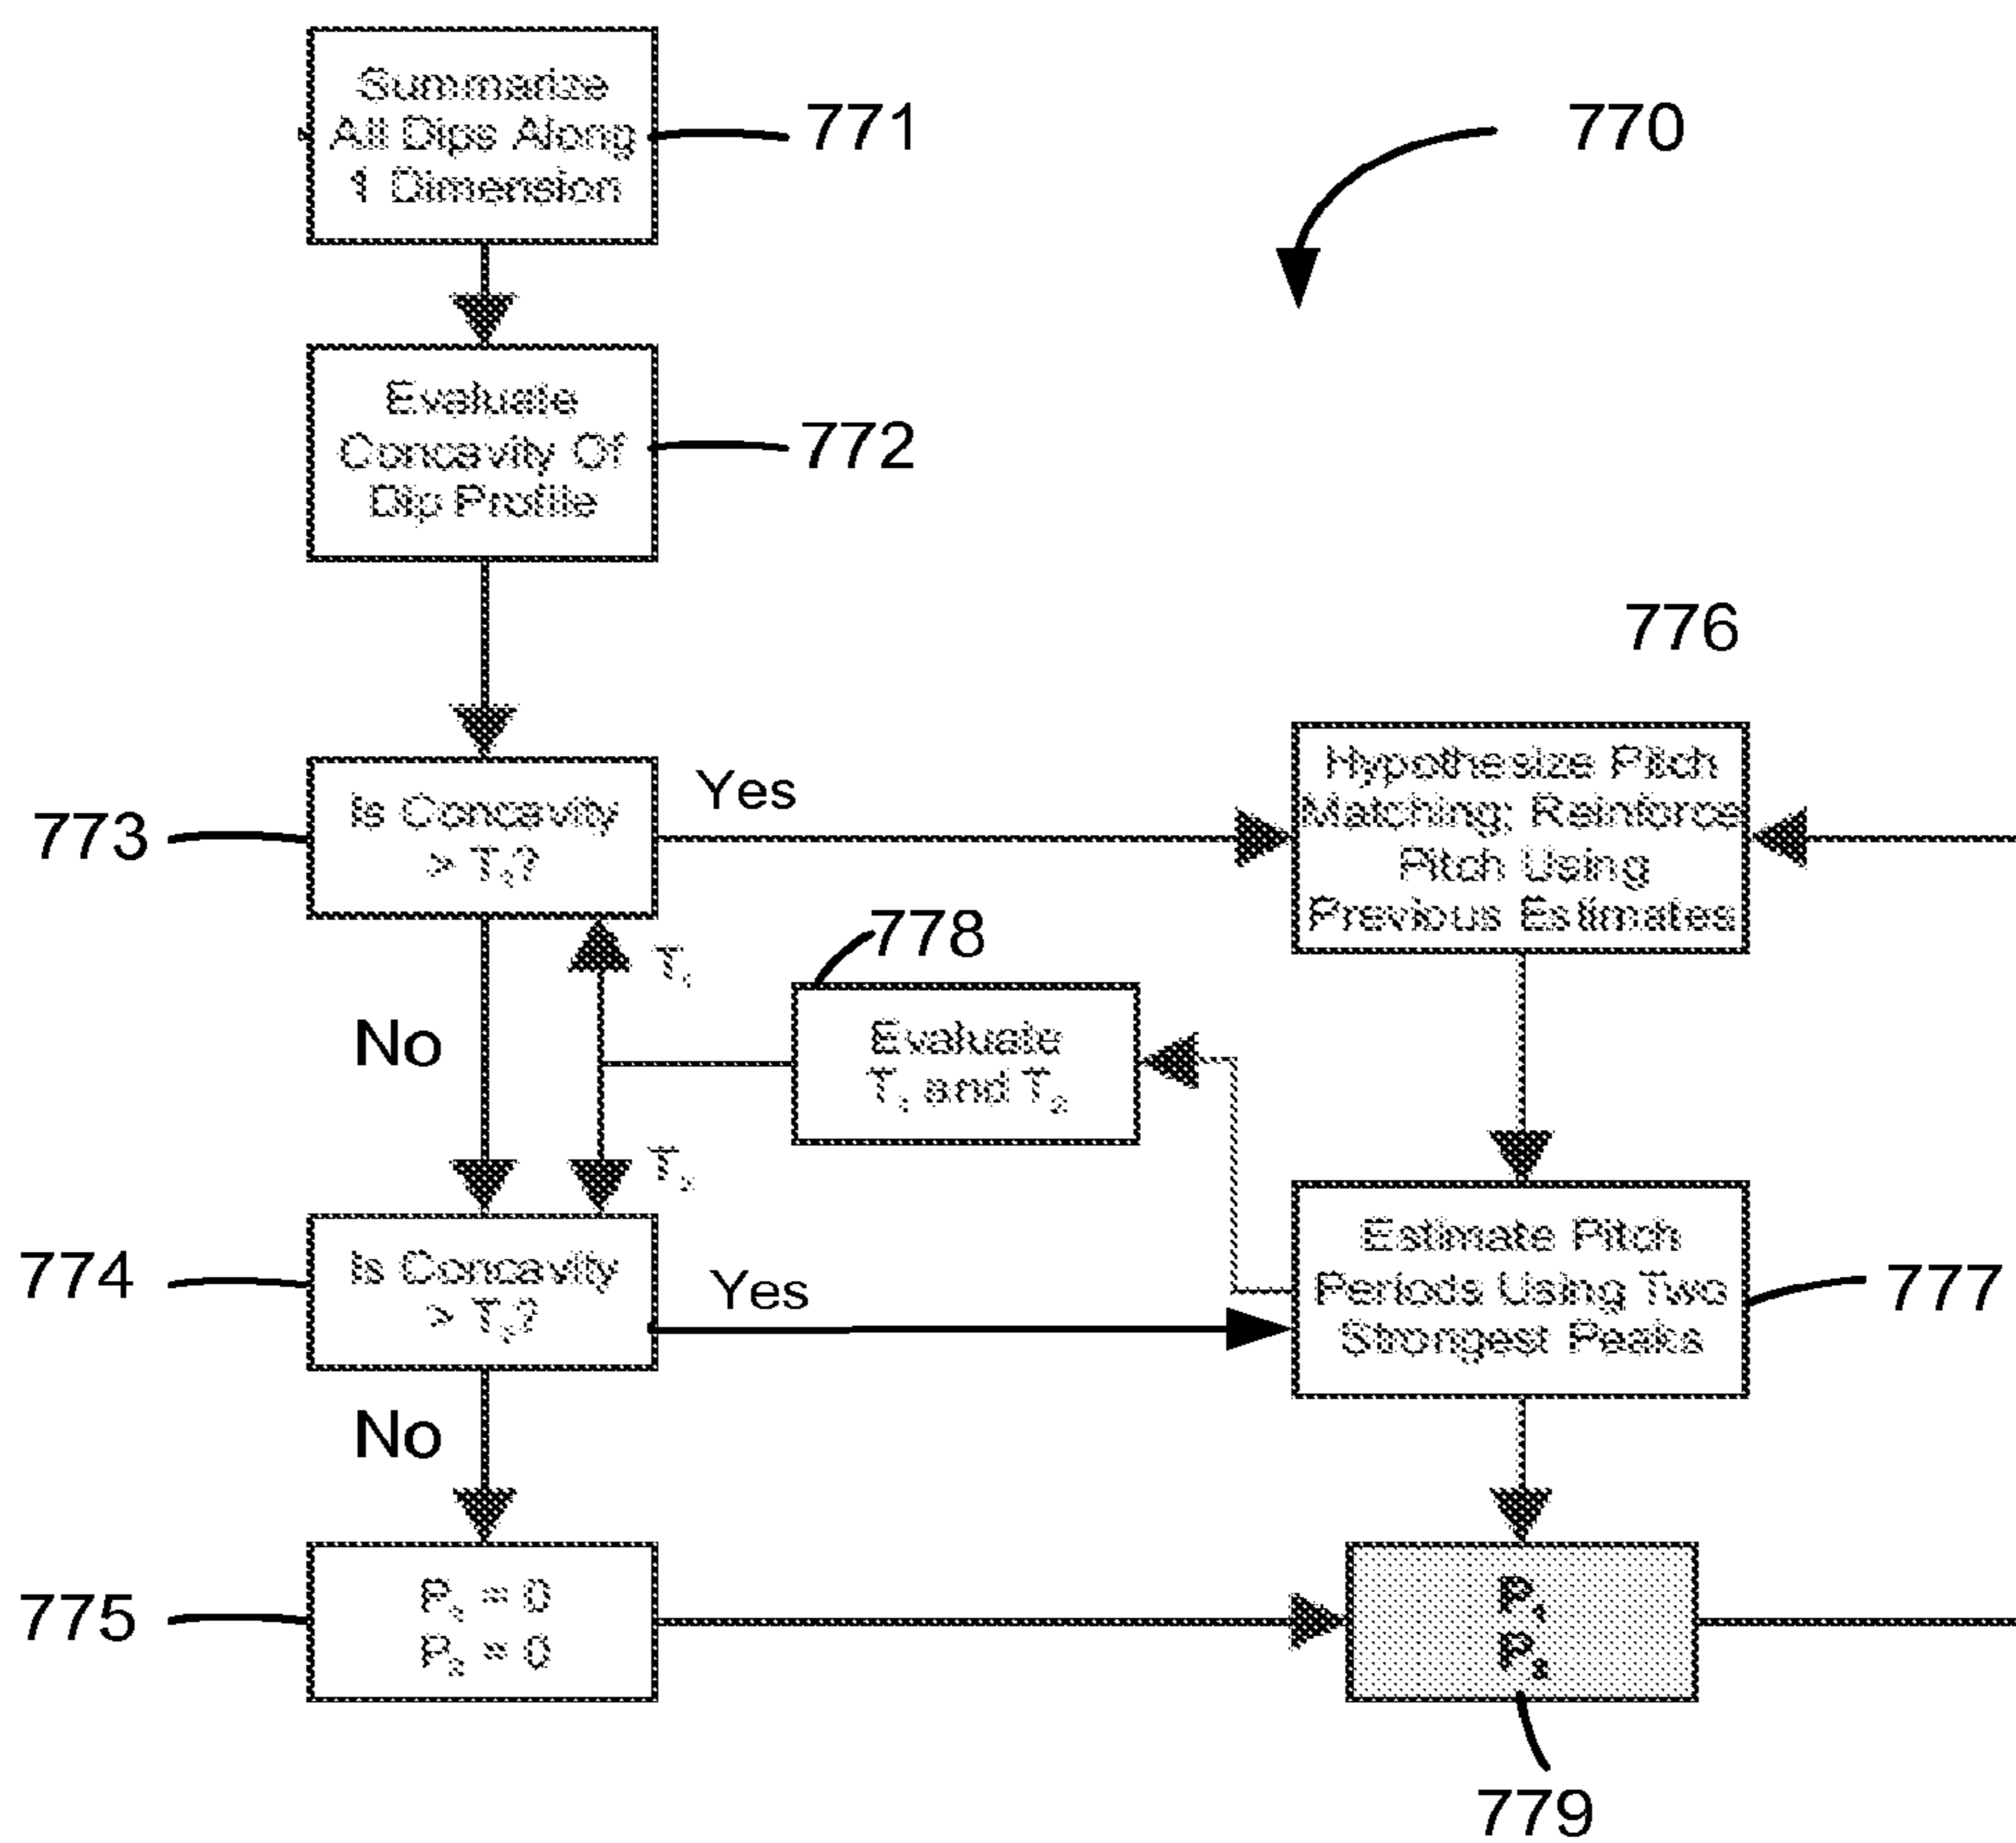 Summarize
All Dips Along
1 Dimension
771
770
Evaluate
Concavity Of
Dip Profile
772
776
Is Concavity
> T₁?
773
Yes
Hypothesize Pitch
Matching; Reinforce
Pitch Using
Previous Estimates
T₁
778
No
Evaluate
T₁ and T₂
T₂
Is Concavity
> T₂?
774
Yes
Estimate Pitch
Periods Using Two
Strongest Peaks
777
No
P₁ = 0
P₂ = 0
775
P₁
P₂
779